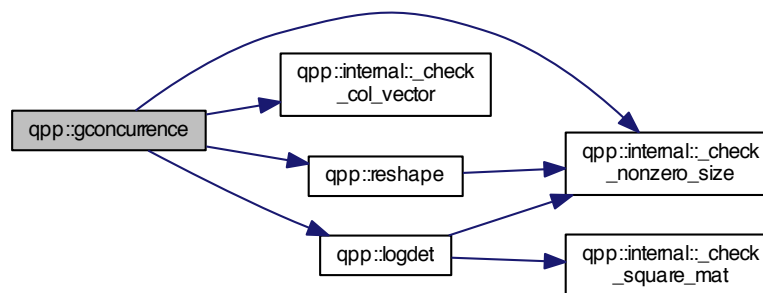 qpp::gconcurrence
qpp::internal::_check
_col_vector
qpp::reshape
qpp::logdet
qpp::internal::_check
_nonzero_size
qpp::internal::_check
_square_mat